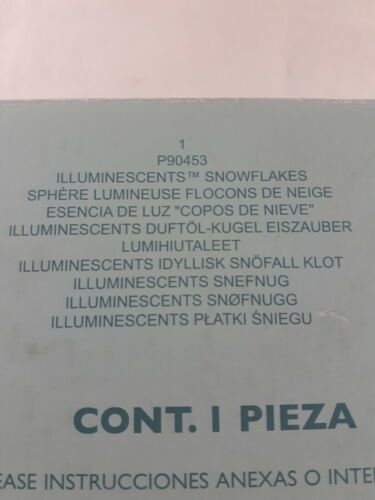 1
P90453
ILLUMINESCENTS™ SNOWFLAKES
SPHÈRE LUMINEUSE FLOCONS DE NEIGE
ESENCIA DE LUZ "COPOS DE NIEVE"
ILLUMINESCENTS DUFTÖL-KUGEL EISZAUBER
LUMIHIUTALEET
ILLUMINESCENTS IDYLLISK SNÖFALL KLOT
ILLUMINESCENTS SNEFNUG
ILLUMINESCENTS SNØFNUGG
ILLUMINESCENTS PŁATKI ŚNIEGU
CONT. 1 PIEZA
EASE INSTRUCCIONES ANEXAS O INTE